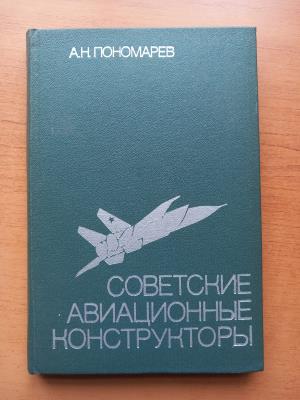 А.Н. ПОНОМАРЕВ
СОВЕТСКИЕ
АВИАЦИОННЫЕ
КОНСТРУКТОРЫ